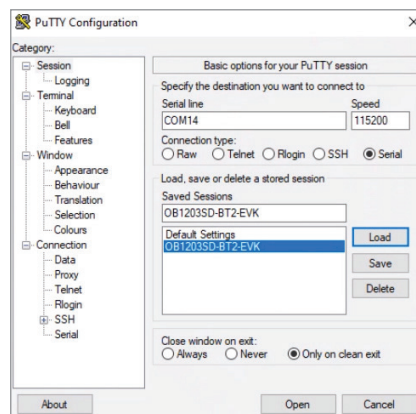 PuTTY Configuration
Category:
Session
Logging
Terminal
Keyboard
Bell
Features
Window
Appearance
Behaviour
Translation
Selection
Colours
Connection
Data
Proxy
Telnet
Rlogin
SSH
Serial
Basic options for your PuTTY session
Specify the destination you want to connect to
Serial line Speed
COM14 115200
Connection type:
Raw Telnet Rlogin SSH Serial
Load, save or delete a stored session
Saved Sessions
OB1203SD-BT2-EVK
Default Settings
OB1203SD-BT2-EVK
Load
Save
Delete
Close window on exit:
Always Never Only on clean exit
About Open Cancel